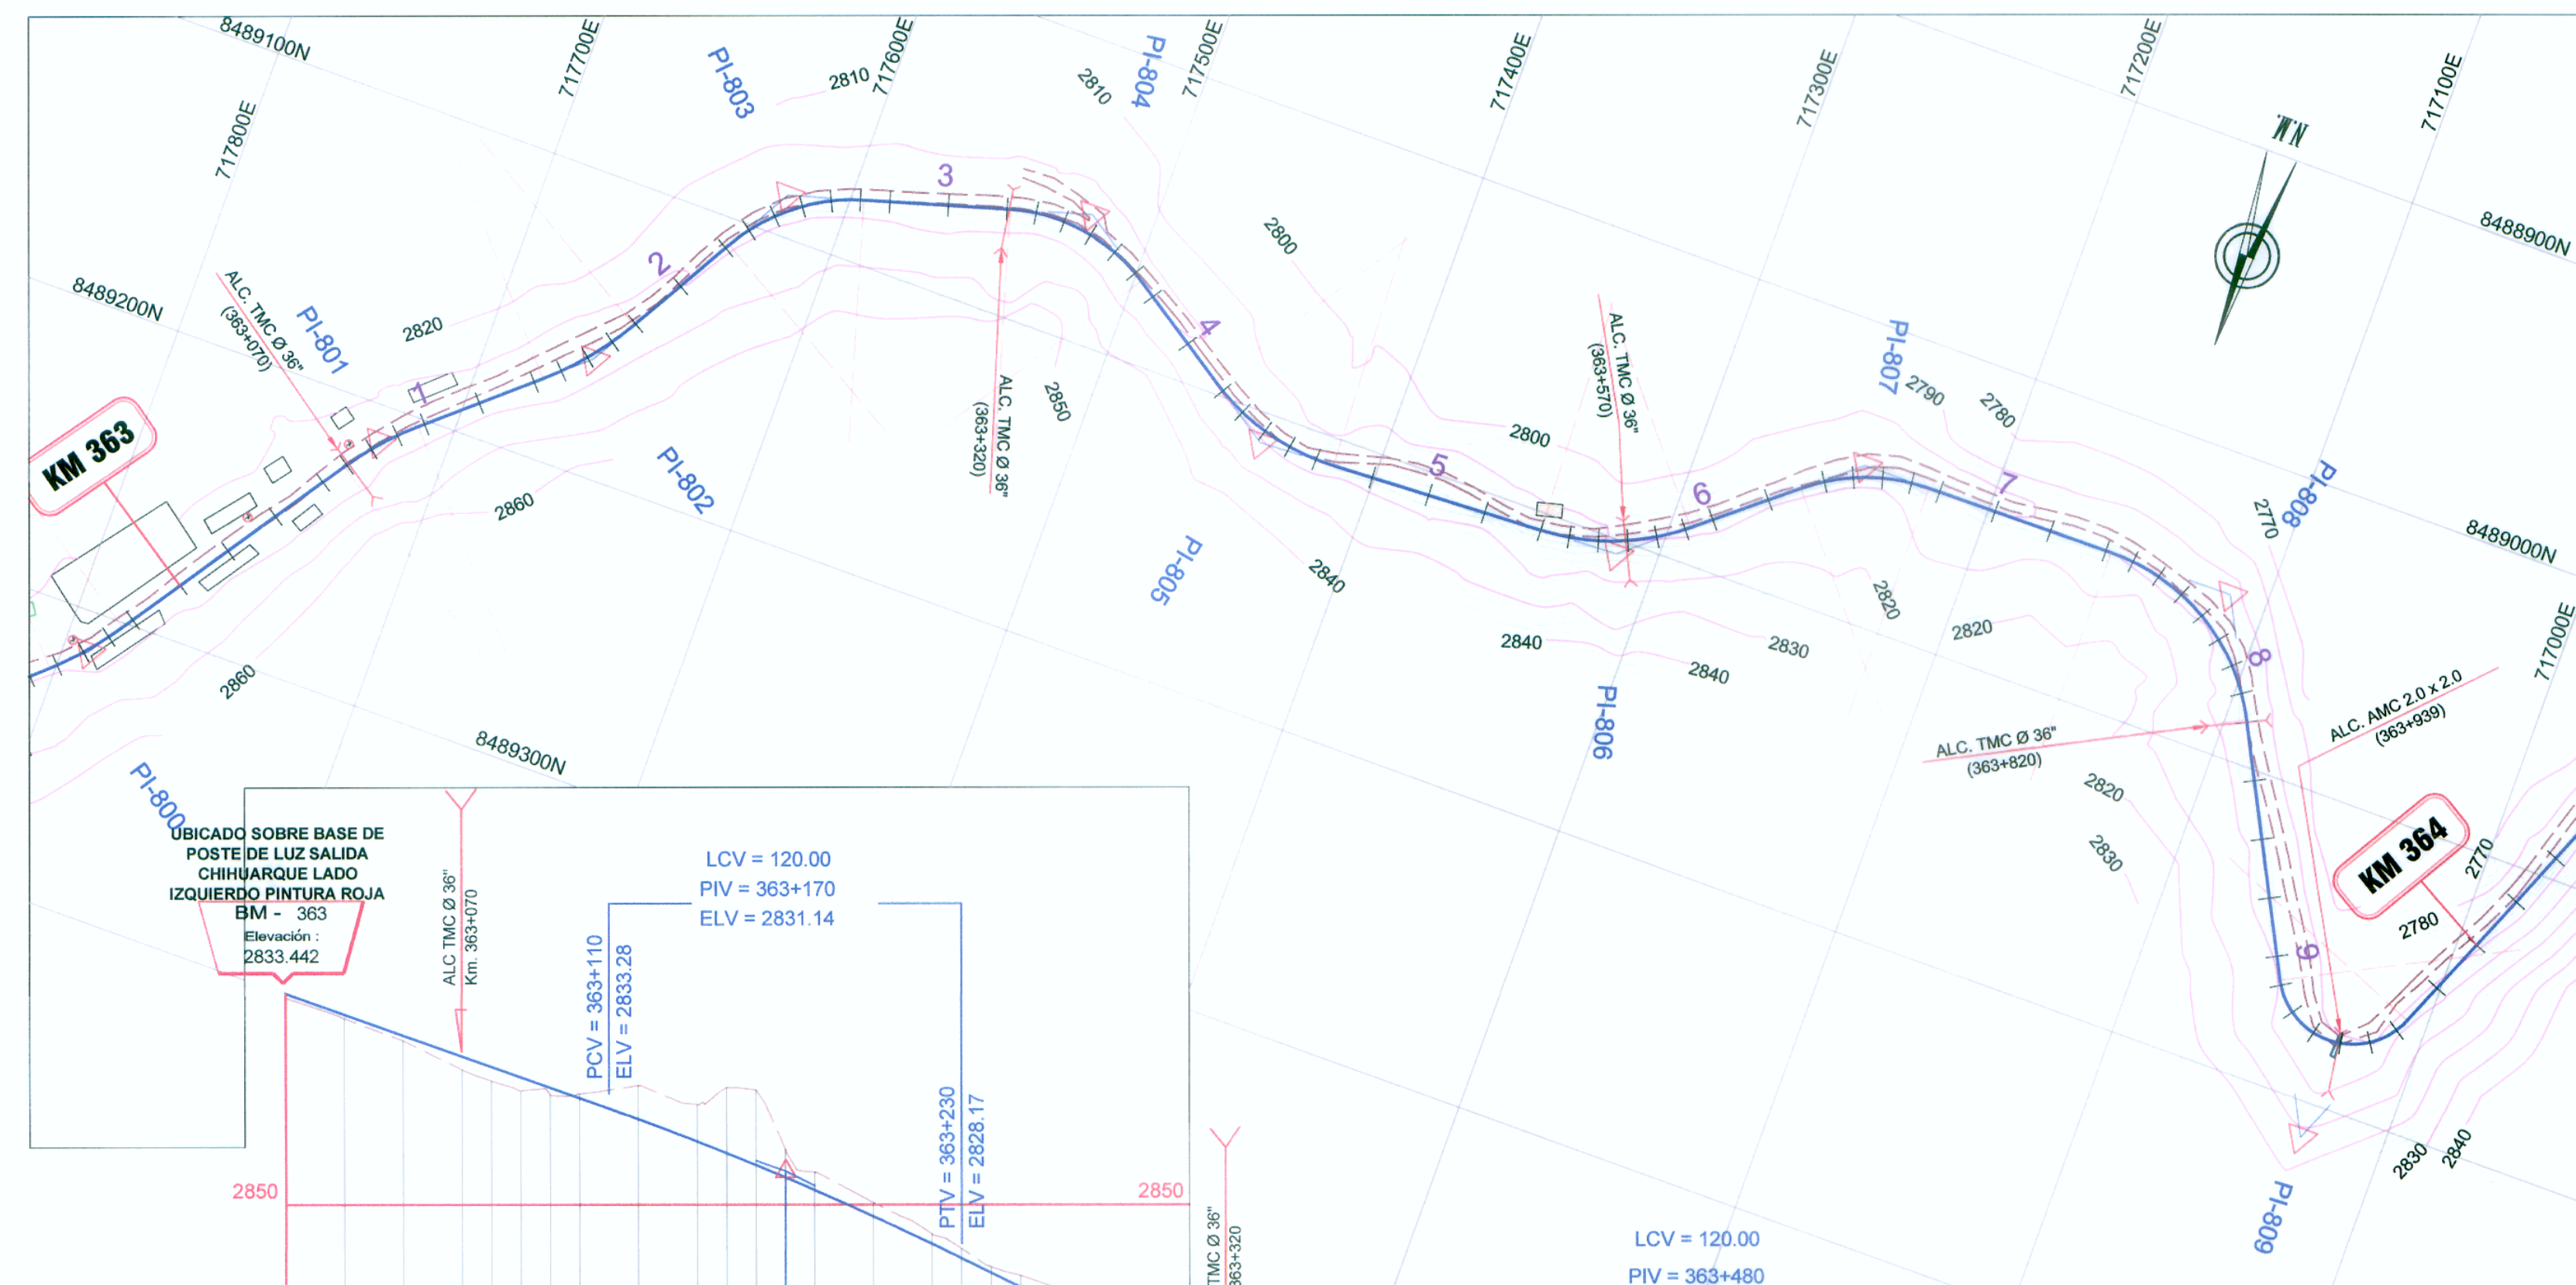 8489100N
717800E
717700E
PI-803
2810
717600E
2810
PI-804
717500E
717400E
717300E
717200E
717100E
N.M.
8488900N
8489200N
ALC. TMC Ø 36"
(363+070)
PI-801
2820
1
2
3
4
2800
ALC. TMC Ø 36"
(363+320)
2850
ALC. TMC Ø 36"
(363+570)
2800
5
6
PI-807
2790
2780
7
PI-808
2770
8489000N
717000E
KM 363
PI-802
2860
2860
PI-805
2840
2840
PI-806
2840
2830
2820
2820
8
ALC. AMC 2.0 x 2.0
(363+939)
ALC. TMC Ø 36"
(363+820)
2820
2830
KM 364
2770
2780
9
2830
2840
PI-809
8489300N
PI-800
UBICADO SOBRE BASE DE
POSTE DE LUZ SALIDA
CHIHUARQUE LADO
IZQUIERDO PINTURA ROJA
BM - 363
Elevación :
2833.442
ALC TMC Ø 36"
Km. 363+070
LCV = 120.00
PIV = 363+170
ELV = 2831.14
PCV = 363+110
ELV = 2833.28
PTV = 363+230
ELV = 2828.17
2850
2850
TMC Ø 36"
363+320
LCV = 120.00
PIV = 363+480